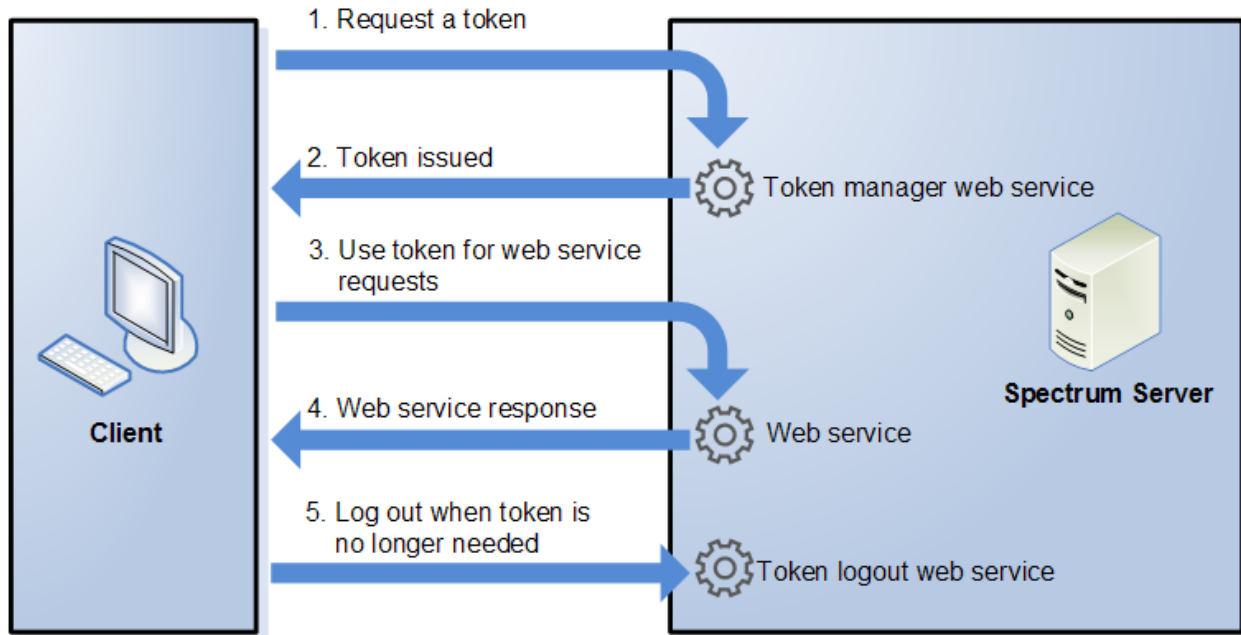 1. Request a token
2. Token issued
Token manager web service
3. Use token for web service
requests
Spectrum Server
4. Web service response
Client
Web service
5. Log out when token is
no longer needed
Token logout web service